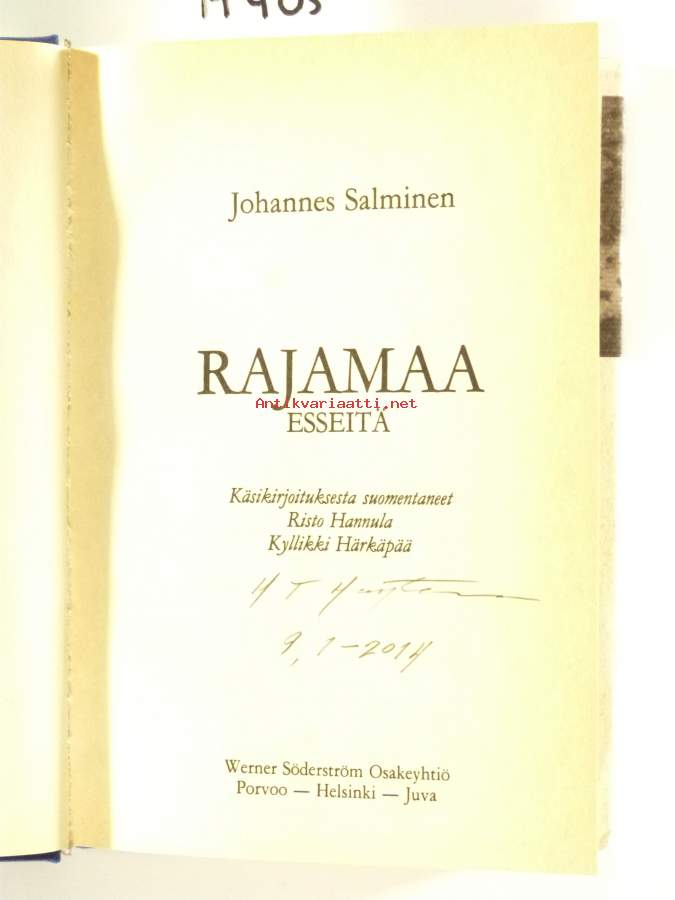 Johannes Salminen
RAJAMAA
Antikvariaatti.net
ESSEITÄ
Käsikirjoituksesta suomentaneet
Risto Hannula
Kyllikki Härkäpää
H T
9, 1-2014
Werner Söderström Osakeyhtiö
Porvoo — Helsinki — Juva